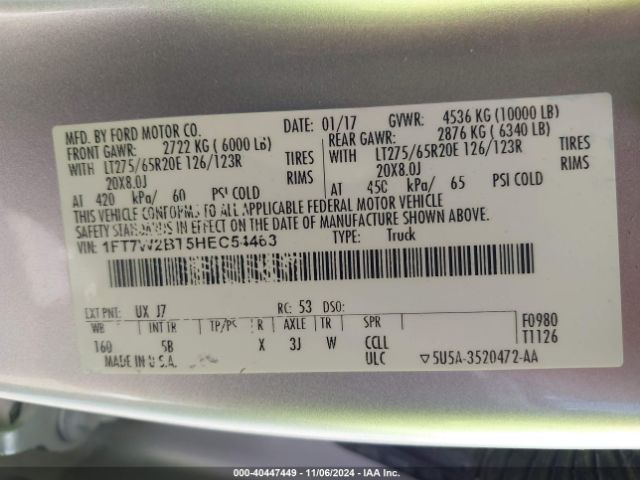 MFD. BY FORD MOTOR CO. DATE: 01/17 GVWR: 4536 KG (10000 LB)
FRONT GAWR: 2722 KG ( 6000 LB) REAR GAWR: 2876 KG ( 6340 LB)
WITH LT275/65R20E 126/123R TIRES WITH LT275/65R20E 126/123R TIRES
20X8.0J RIMS 20X8.0J RIMS
AT 420 kPa/ 60 PSI COLD AT 450 kPa/ 65 PSI COLD
THIS VEHICLE CONFORMS TO ALL APPLICABLE FEDERAL MOTOR VEHICLE
SAFETY STANDARDS IN EFFECT ON THE DATE OF MANUFACTURE SHOWN ABOVE.
VIN: 1FT7W2BT5HEC54463 TYPE: Truck
EXT PNT: UX J7 RC: 53 DSO:
WB INT TR TP/PS R AXLE TR SPR F0980
160 5B X 3J W CCLL T1126
MADE IN U.S.A. ULC ▽5U5A-3520472-AA
000-40447449 - 11/06/2024 - IAA Inc.